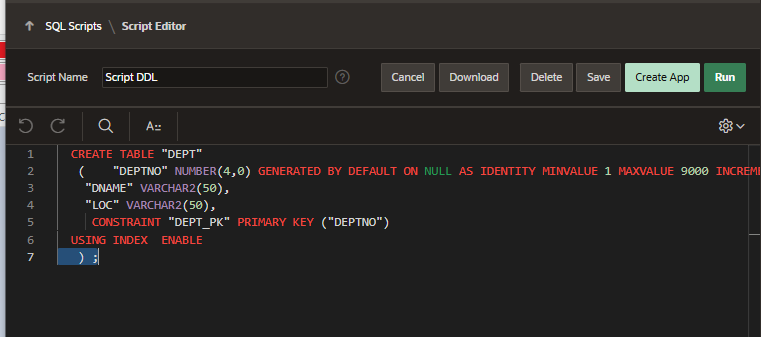 SQL Scripts \ Script Editor
Script Name Script DDL Cancel Download Delete Save Create App Run
A::
1 CREATE TABLE "DEPT"
2 ( "DEPTNO" NUMBER(4,0) GENERATED BY DEFAULT ON NULL AS IDENTITY MINVALUE 1 MAXVALUE 9000
3 "DNAME" VARCHAR2(50),
4 "LOC" VARCHAR2(50),
5 CONSTRAINT "DEPT_PK" PRIMARY KEY ("DEPTNO")
6 USING INDEX ENABLE
7 ) ;